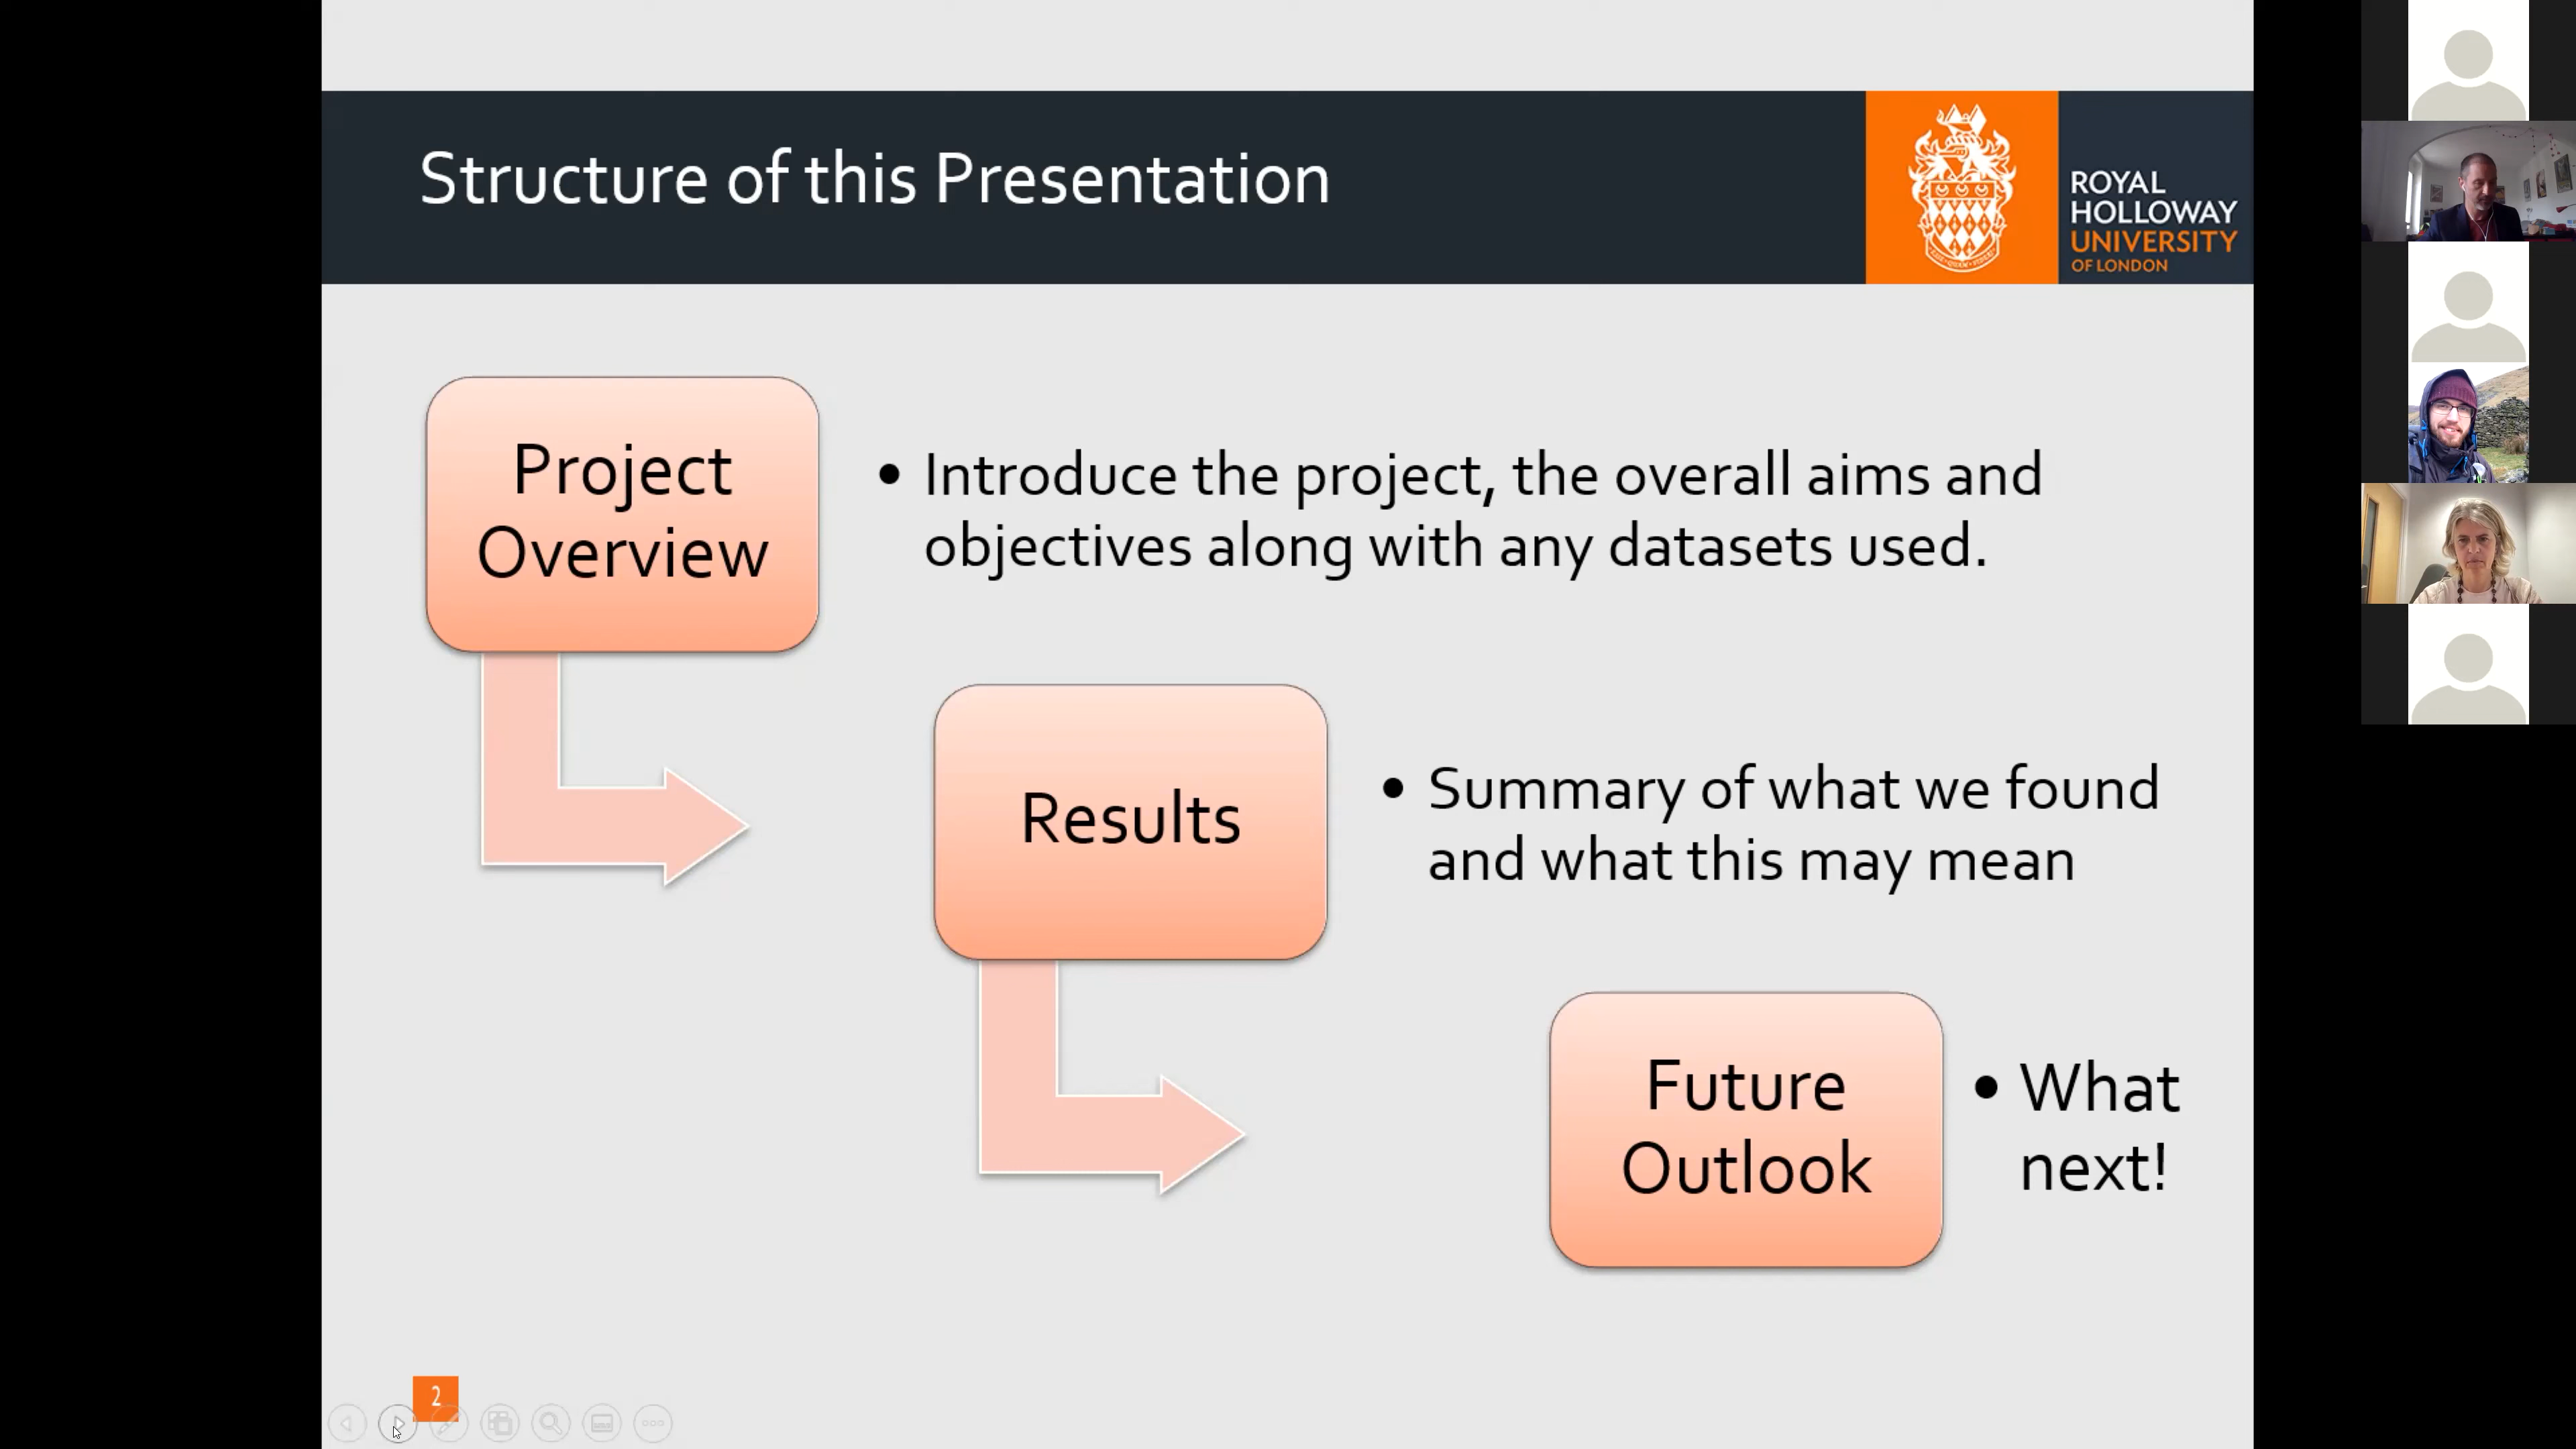 Structure of this Presentation
ROYAL
HOLLOWAY
UNIVERSITY
OF LONDON
Project
Overview
• Introduce the project, the overall aims and
objectives along with any datasets used.
Results
• Summary of what we found
and what this may mean
Future
Outlook
• What
next!
2